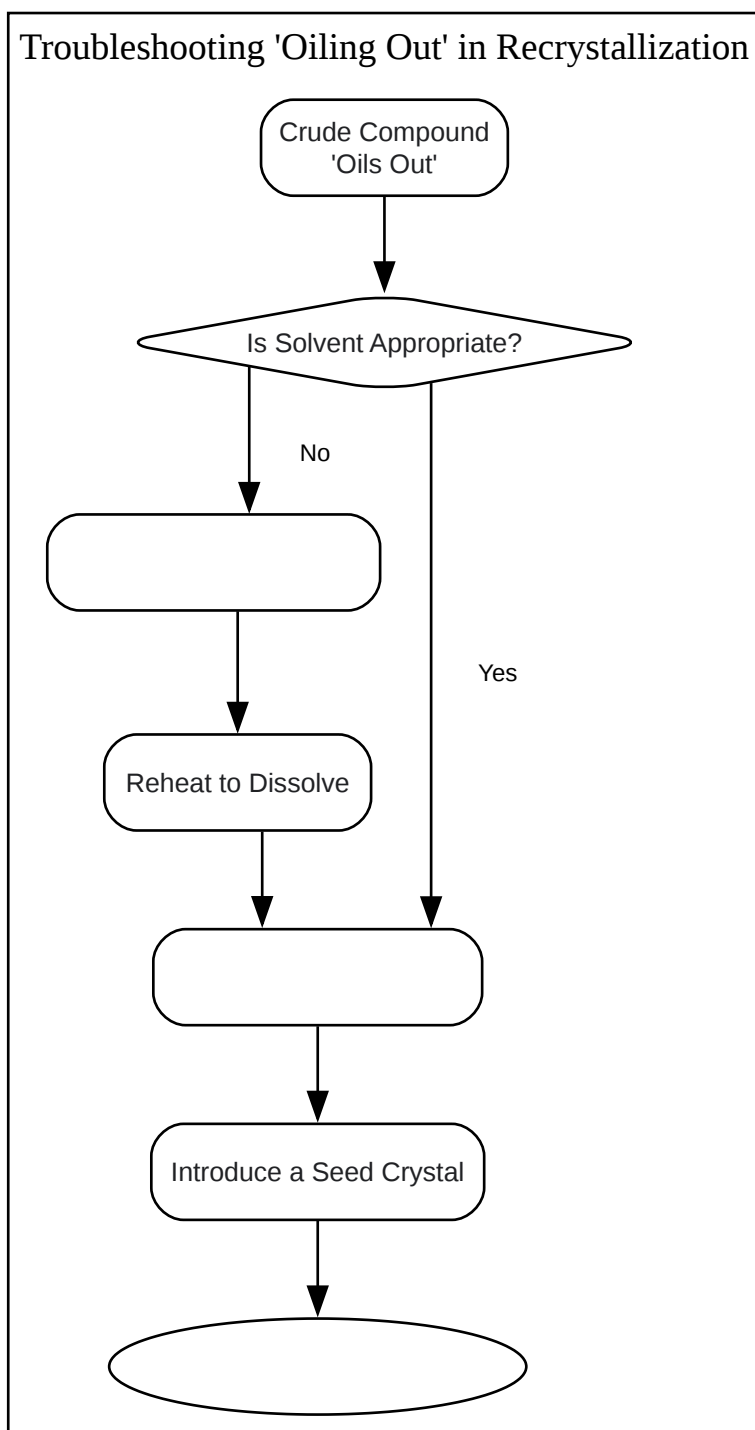 Troubleshooting 'Oiling Out' in Recrystallization
Crude Compound
'Oils Out'
Is Solvent Appropriate?
No
Yes
Reheat to Dissolve
Introduce a Seed Crystal